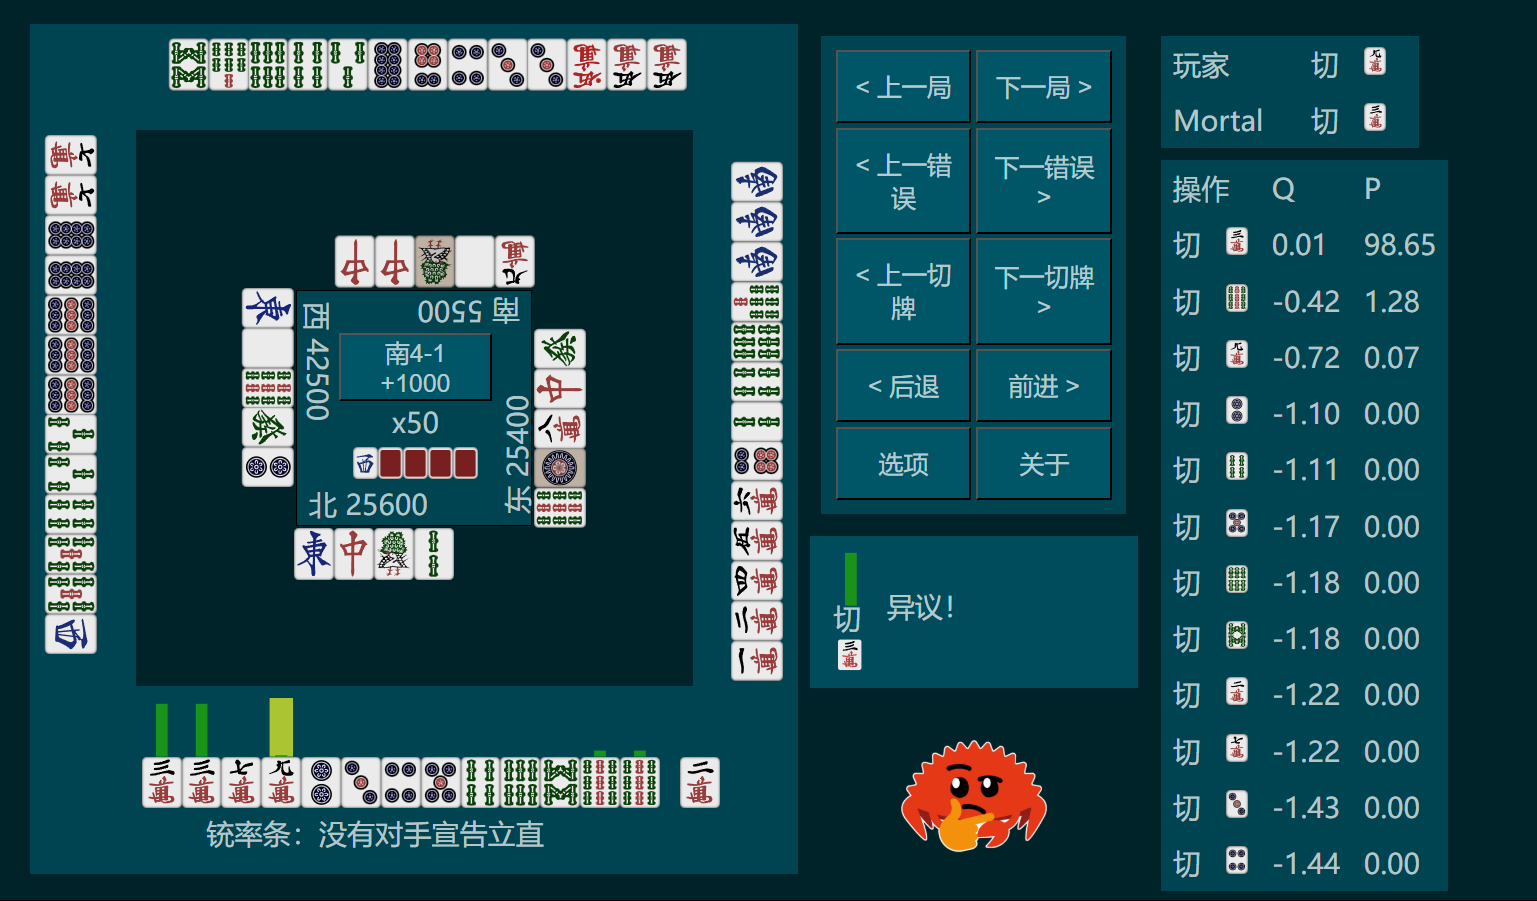 南 5500
西 42500
南4-1
+1000
x50
东 25400
北 25600
铳率条：没有对手宣告立直
< 上一局
下一局 >
< 上一错误
下一错误 >
< 上一切牌
下一切牌 >
< 后退
前进 >
选项
关于
切
异议！
玩家 切
Mortal 切
操作 Q P
切 0.01 98.65
切 -0.42 1.28
切 -0.72 0.07
切 -1.10 0.00
切 -1.11 0.00
切 -1.17 0.00
切 -1.18 0.00
切 -1.18 0.00
切 -1.22 0.00
切 -1.22 0.00
切 -1.43 0.00
切 -1.44 0.00